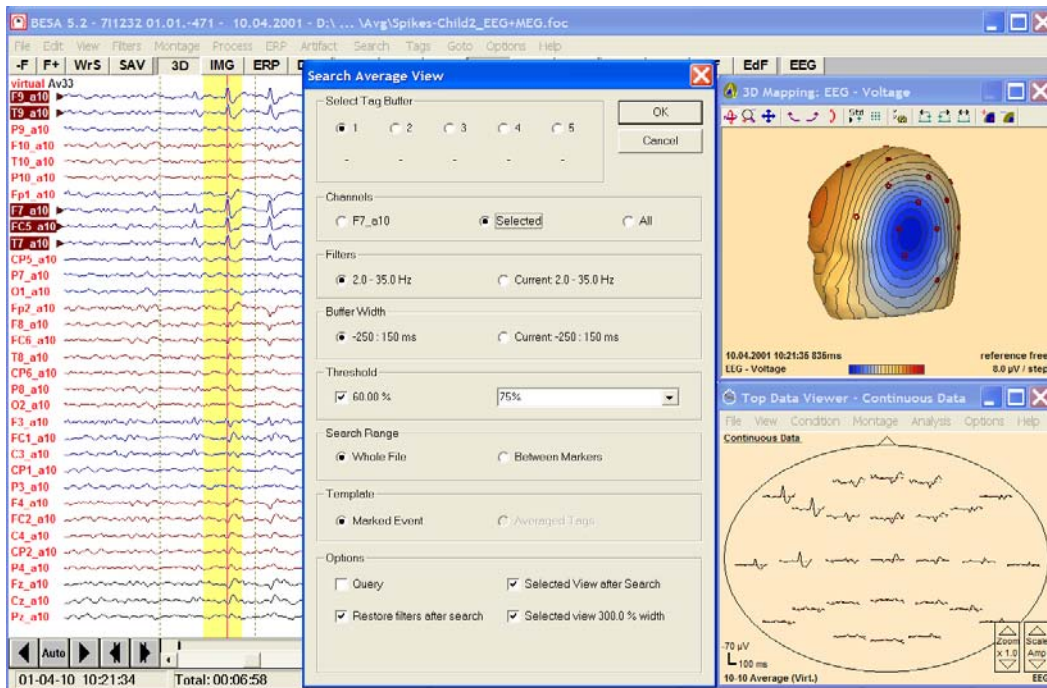 BESA 5.2 - 7I1232 01.01.-471 - 10.04.2001 - D:\ ... \Avg\Spikes-Child2_EEG+MEG.foc
File Edit View Filters Montage Process ERP Artifact Search Tags Goto Options Help
-F F+ WrS SAV 3D IMG ERP EdF EEG
virtual Av33
F9_a10
T9_a10
P9_a10
F10_a10
T10_a10
P10_a10
Fp1_a10
F7_a10
FC5_a10
T7_a10
CP5_a10
P7_a10
O1_a10
Fp2_a10
F8_a10
FC6_a10
T8_a10
CP6_a10
P8_a10
O2_a10
F3_a10
FC1_a10
C3_a10
CP1_a10
P3_a10
F4_a10
FC2_a10
C4_a10
CP2_a10
P4_a10
Fz_a10
Cz_a10
Pz_a10
Auto
01-04-10 10:21:34 Total: 00:06:58
Search Average View
Select Tag Buffer
1 2 3 4 5
- - - - -
OK
Cancel
Channels
F7_a10 Selected All
Filters
2.0 - 35.0 Hz Current 2.0 - 35.0 Hz
Buffer Width
-250 : 150 ms Current -250 : 150 ms
Threshold
60.00 % 75%
Search Range
Whole File Between Markers
Template
Marked Event Averaged Tags
Options
Query Selected View after Search
Restore filters after search Selected view 300.0 % width
3D Mapping: EEG - Voltage
Std
10.04.2001 10:21:35 835ms reference free
EEG - Voltage 8.0 µV / step
Top Data Viewer - Continuous Data
File View Condition Montage Analysis Options Help
Continuous Data
-70 µV
100 ms
Zoom x 1.0
Scale Amp
10-10 Average (Virt.) EEG